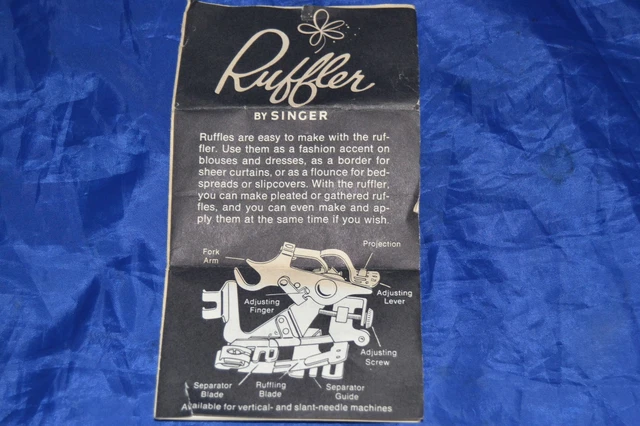 Ruffler
BY SINGER
Ruffles are easy to make with the ruf-
fler. Use them as a fashion accent on
blouses and dresses, as a border for
sheer curtains, or as a flounce for bed-
spreads or slipcovers. With the ruffler,
you can make pleated or gathered ruf-
fles, and you can even make and ap-
ply them at the same time if you wish.
Projection
Fork
Arm
Adjusting
Lever
Adjusting
Finger
Adjusting
Screw
Separator
Blade
Ruffling
Blade
Separator
Guide
Available for vertical- and slant-needle machines